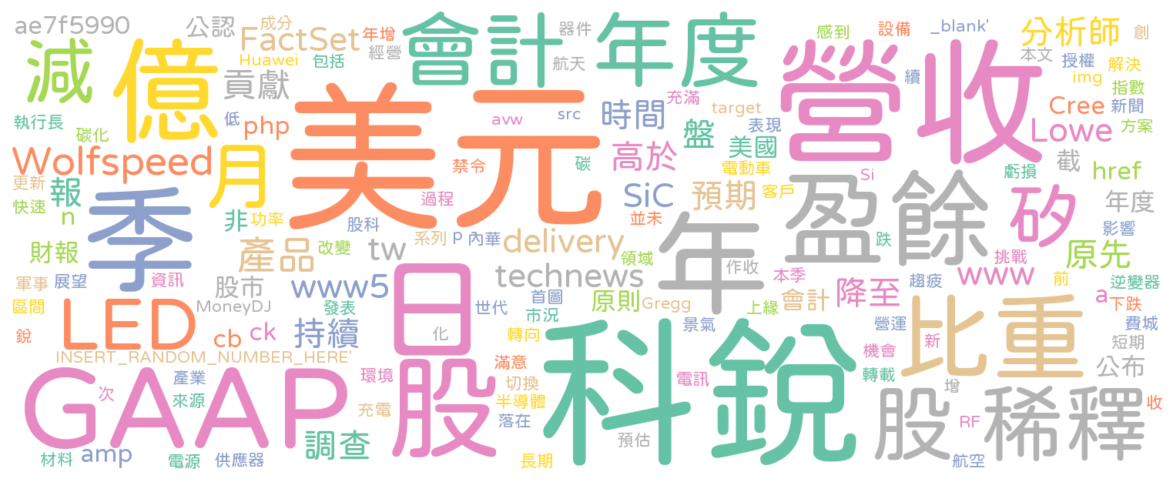 ae7f5990 公認 成分 年增 器件 感到 設備 _blank' 分析師 本文 創
減 億 FactSet Huawei 包括 經營 航天 會計 年度 營收 續 授權 解決
貢獻 美元 充滿 target img 指數
執行長 碳化 低 php avw src 時間 盤 表現 Cree 新聞
Wolfspeed 月 禁令 碳 高於 美國 電動車 Lowe 方案
更新 報 季 過程 SiC Si 盈餘 截 虧損 href
快速 n 非 功率 股科 並未 預期 客戶 矽 年度
財報 產品 改變 tw 系列 p 內華 delivery 年 跌 影響
軍事 展望 資訊 股市 technews 領域 作收 本季 挑戰 原先
區間 LED MoneyDJ 發表 www5 日 世代 首圖 原則 Gregg 會計 降至 超疲 www 前 a 逆變器
銳 cb ck 持續 化 市況 上緣 下跌
INSERT_RANDOM_NUMBER_HERE' 轉向 科銳 景氣 營運 比重 新 費城
GAAP 次 產業 環境 股 滿意 機會 短期
來源 充電 切換 電訊 轉載 公布
調查 半導體 落在 預估 股 稀釋 增 收
材料 amp 電源 供應器 長期 RF 航空